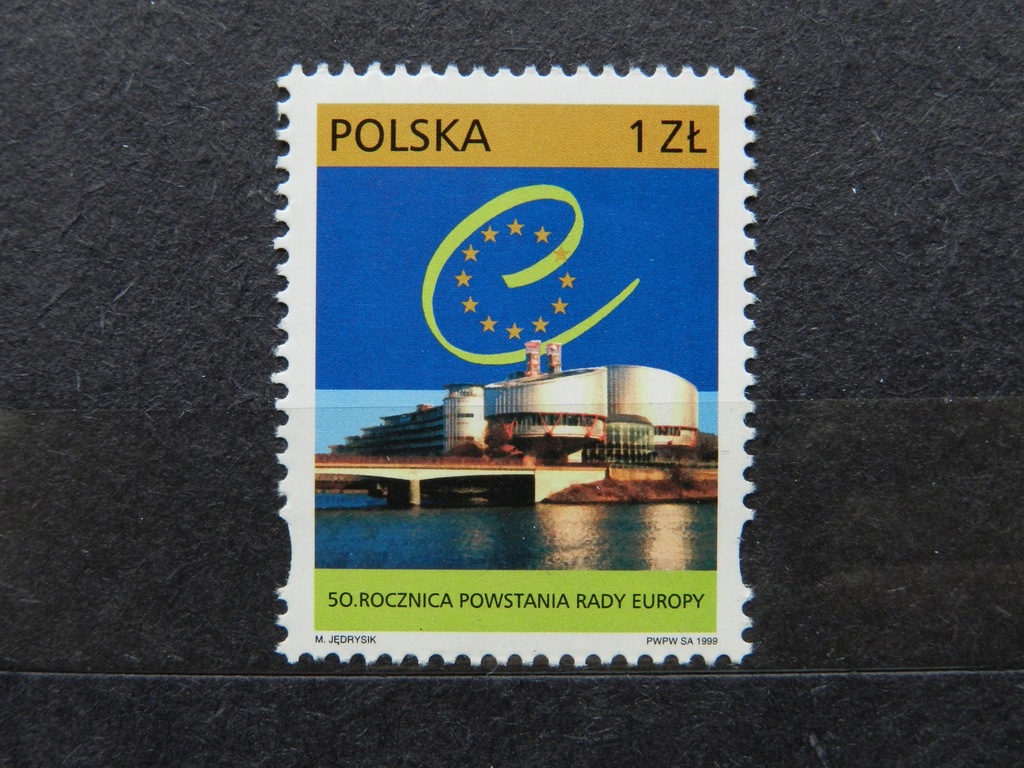 POLSKA 1 ZŁ
50.ROCZNICA POWSTANIA RADY EUROPY
M. JĘDRYSIK PWPW SA 1999